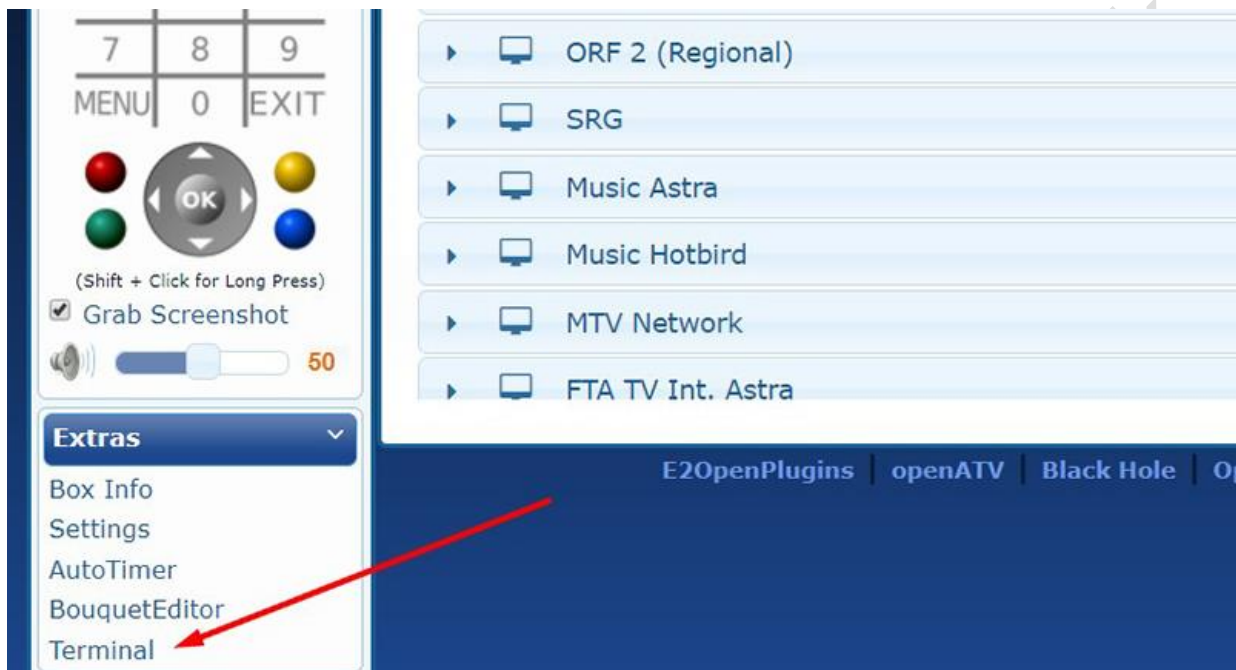 7 8 9
MENU 0 EXIT
OK
(Shift + Click for Long Press)
Grab Screenshot
50
Extras
Box Info
Settings
AutoTimer
BouquetEditor
Terminal
ORF 2 (Regional)
SRG
Music Astra
Music Hotbird
MTV Network
FTA TV Int. Astra
E2OpenPlugins openATV Black Hole